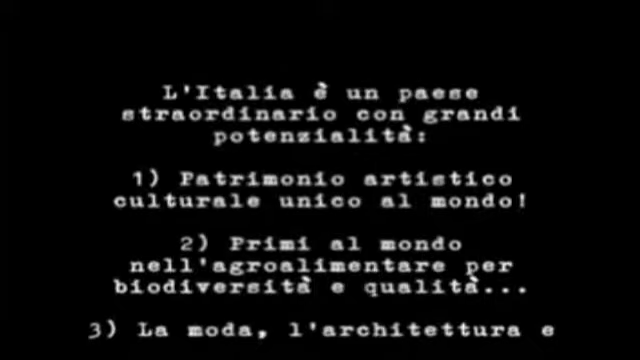 L'Italia è un paese
straordinario con grandi
potenzialità:
1) Patrimonio artistico
culturale unico al mondo!
2) Primi al mondo
nell'agroalimentare per
biodiversità e qualità...
3) La moda, l'architettura e